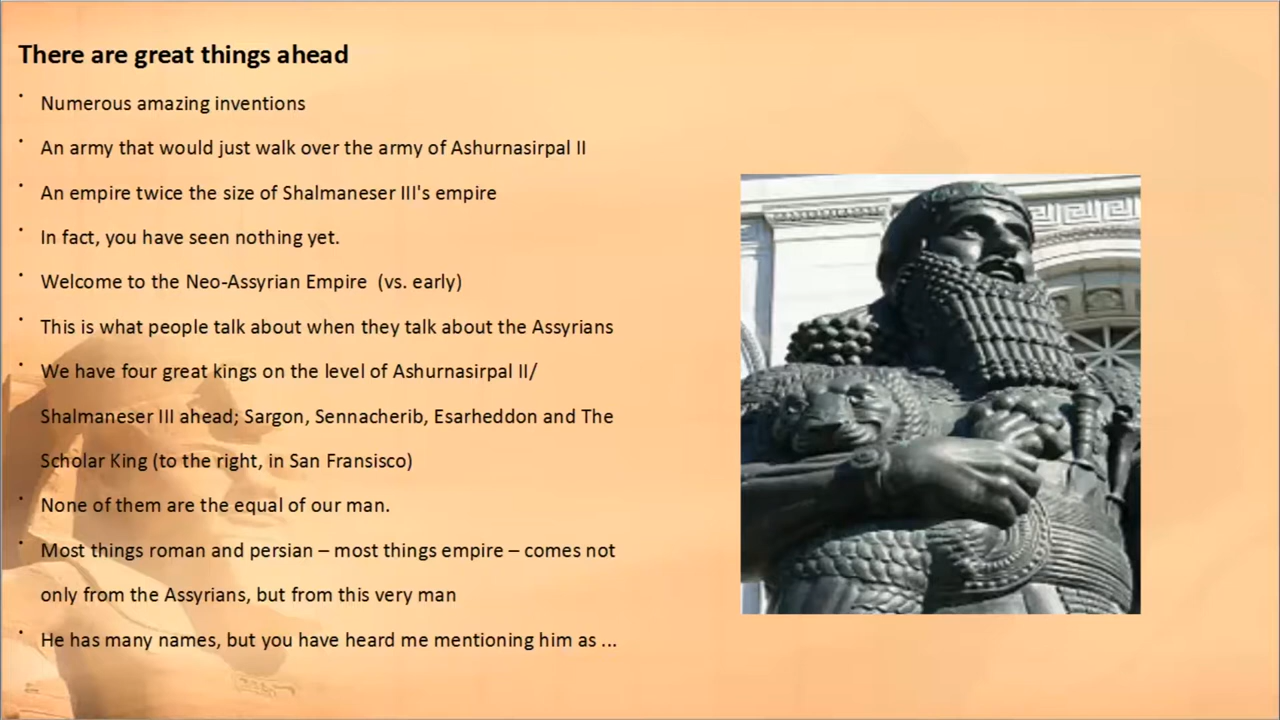 There are great things ahead
• Numerous amazing inventions
• An army that would just walk over the army of Ashurnasirpal II
• An empire twice the size of Shalmaneser III's empire
• In fact, you have seen nothing yet.
• Welcome to the Neo-Assyrian Empire  (vs. early)
• This is what people talk about when they talk about the Assyrians
• We have four great kings on the level of Ashurnasirpal II/
Shalmaneser III ahead; Sargon, Sennacherib, Esarheddon and The
Scholar King (to the right, in San Fransisco)
• None of them are the equal of our man.
• Most things roman and persian – most things empire – comes not
only from the Assyrians, but from this very man
• He has many names, but you have heard me mentioning him as ...